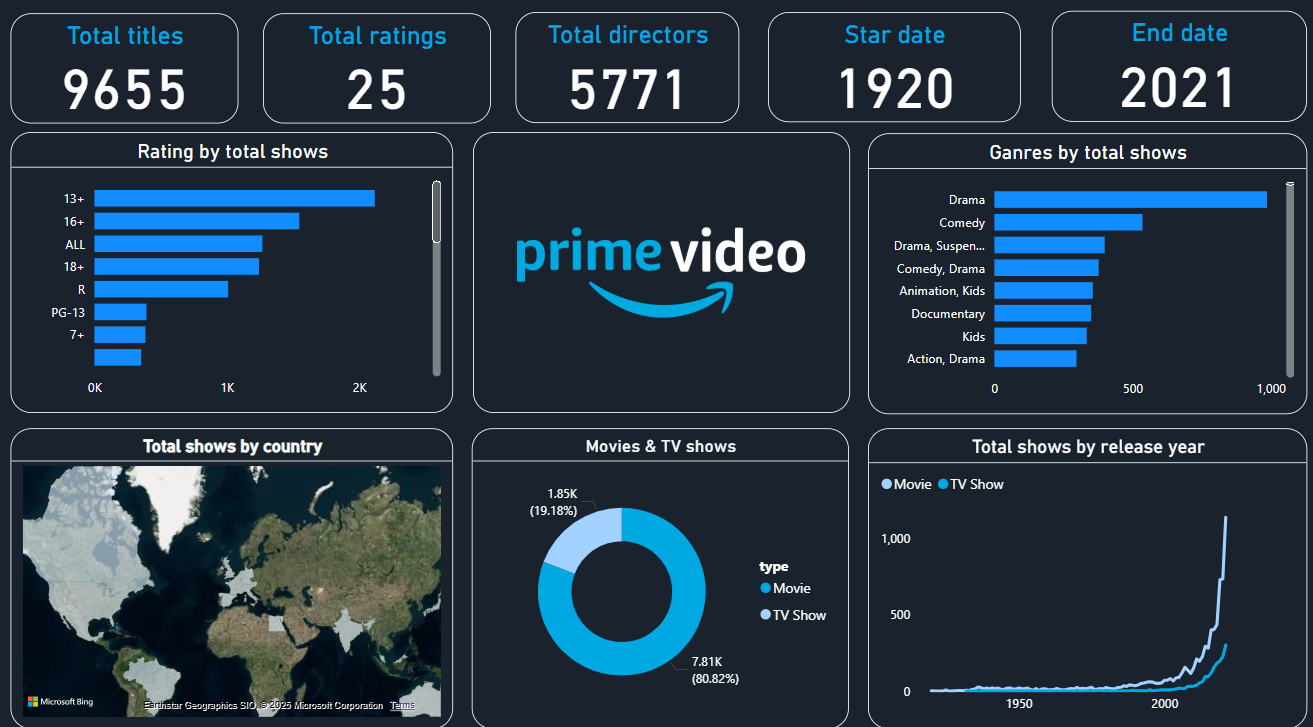 Total titles
9655
Total ratings
25
Total directors
5771
Star date
1920
End date
2021
Rating by total shows
13+
16+
ALL
18+
R
PG-13
7+
0K 1K 2K
prime video
Ganres by total shows
Drama
Comedy
Drama, Suspen...
Comedy, Drama
Animation, Kids
Documentary
Kids
Action, Drama
0 500 1,000
Total shows by country
Microsoft Bing
Earthstar Geographics SIO, © 2025 Microsoft Corporation Terms
Movies & TV shows
1.85K
(19.18%)
type
Movie
TV Show
7.81K
(80.82%)
Total shows by release year
Movie TV Show
1,000
500
0
1950 2000